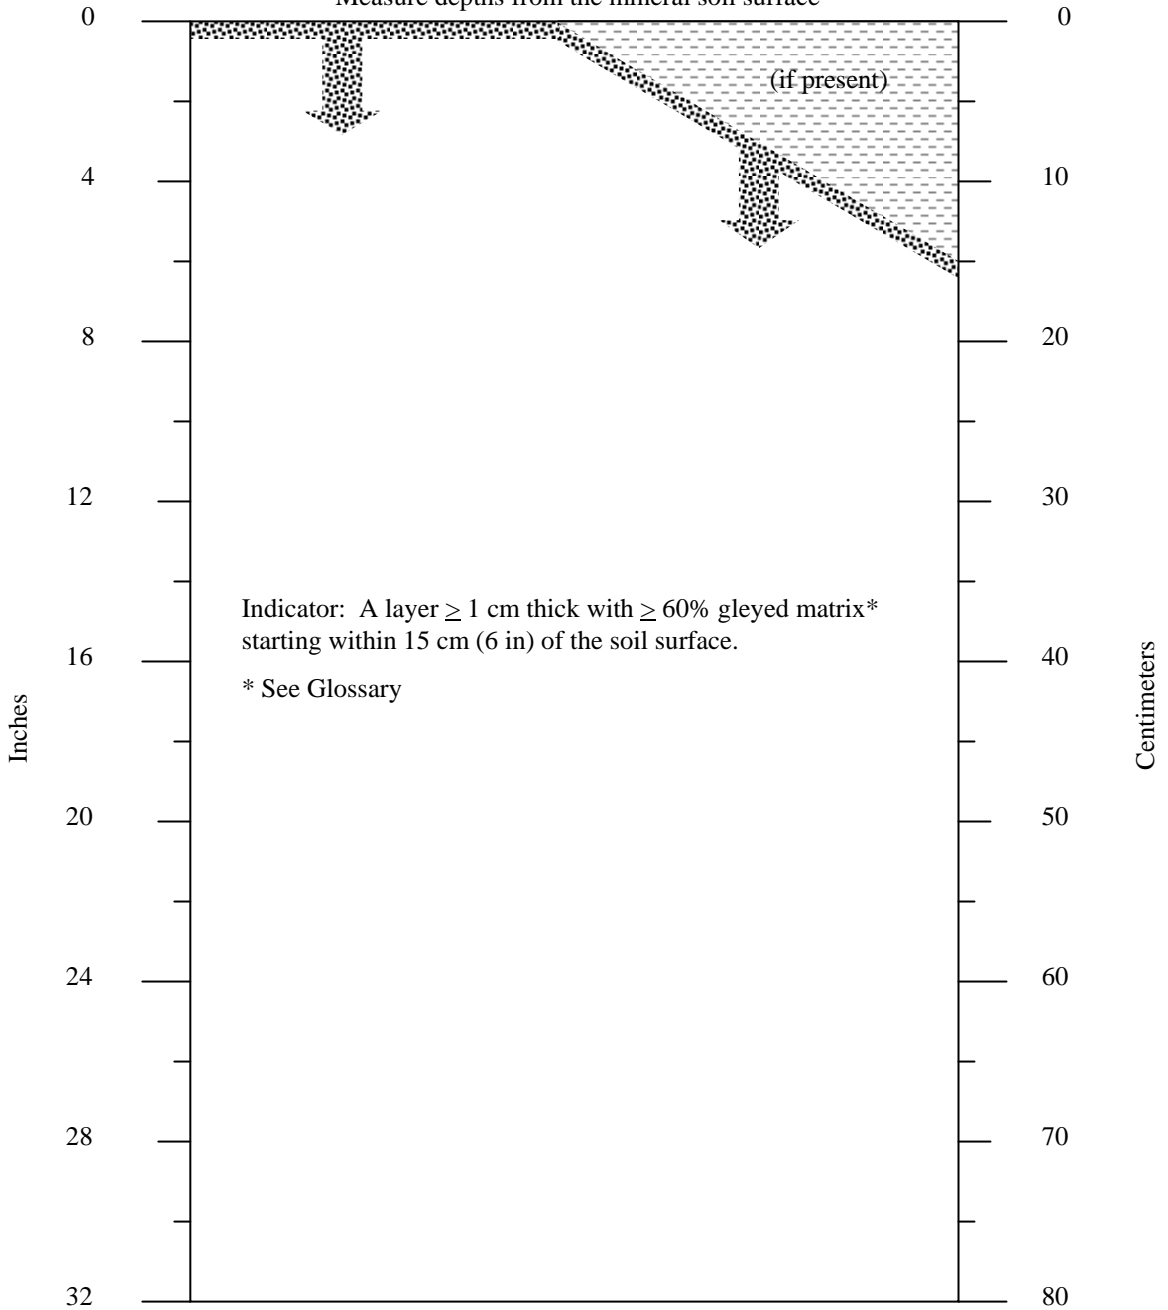 Measure depths from the mineral soil surface
0 0
(if present)
4 10
8 20
12 30
Indicator: A layer ≥ 1 cm thick with ≥ 60% gleyed matrix*
starting within 15 cm (6 in) of the soil surface.
16 40
* See Glossary
Inches
Centimeters
20 50
24 60
28 70
32 80